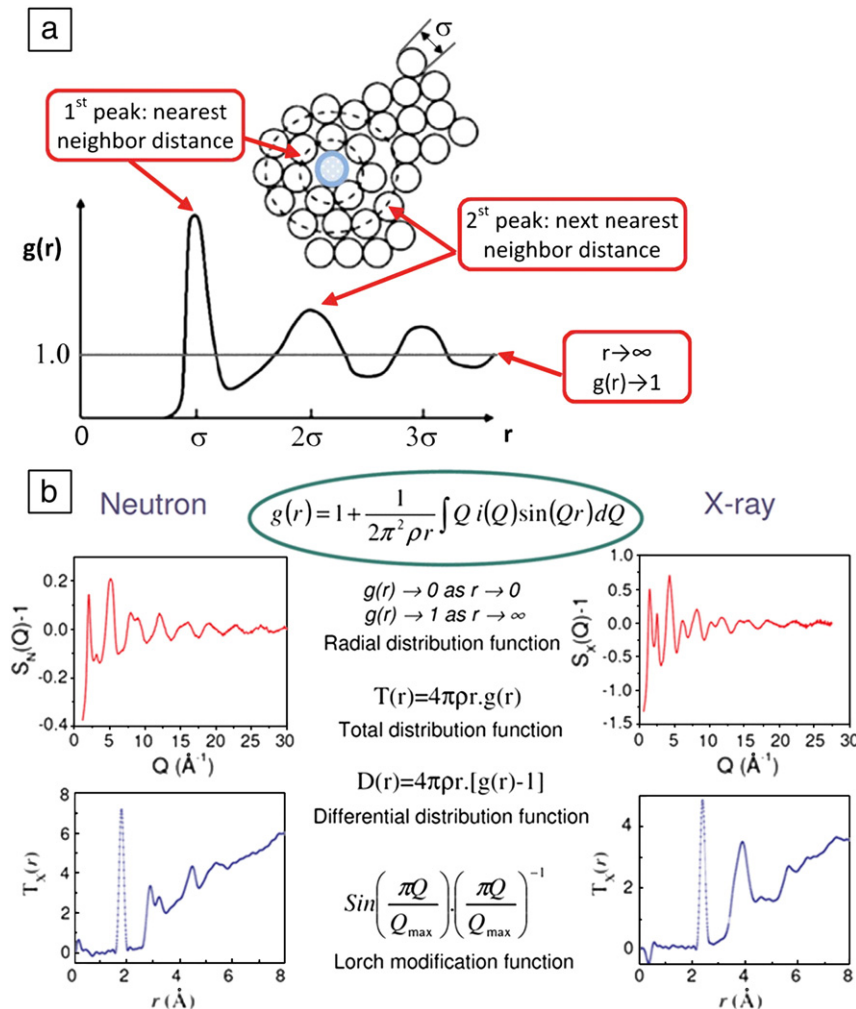 a
σ
1st peak: nearest
neighbor distance
2st peak: next nearest
neighbor distance
g(r)
1.0
r→∞
g(r)→1
0
σ
2σ
3σ
r
b
Neutron
g(r) = 1 + \frac{1}{2π²ρr} ∫ Q i(Q) sin(Qr) dQ
X-ray
S_N(Q)-1
0.2
0.0
-0.2
-0.4
0 5 10 15 20 25 30
Q (Å⁻¹)
g(r) → 0 as r → 0
g(r) → 1 as r → ∞
Radial distribution function
T(r)=4πρr.g(r)
Total distribution function
D(r)=4πρr.[g(r)-1]
Differential distribution function
Sin(\frac{πQ}{Q_max}).(\frac{πQ}{Q_max})⁻¹
Lorch modification function
S_X(Q)-1
1.0
0.5
0.0
-0.5
-1.0
-1.5
0 5 10 15 20 25 30
Q (Å⁻¹)
T_X(r)
8
6
4
2
0
0 2 4 6 8
r (Å)
T_X(r)
4
2
0
0 2 4 6 8
r (Å)